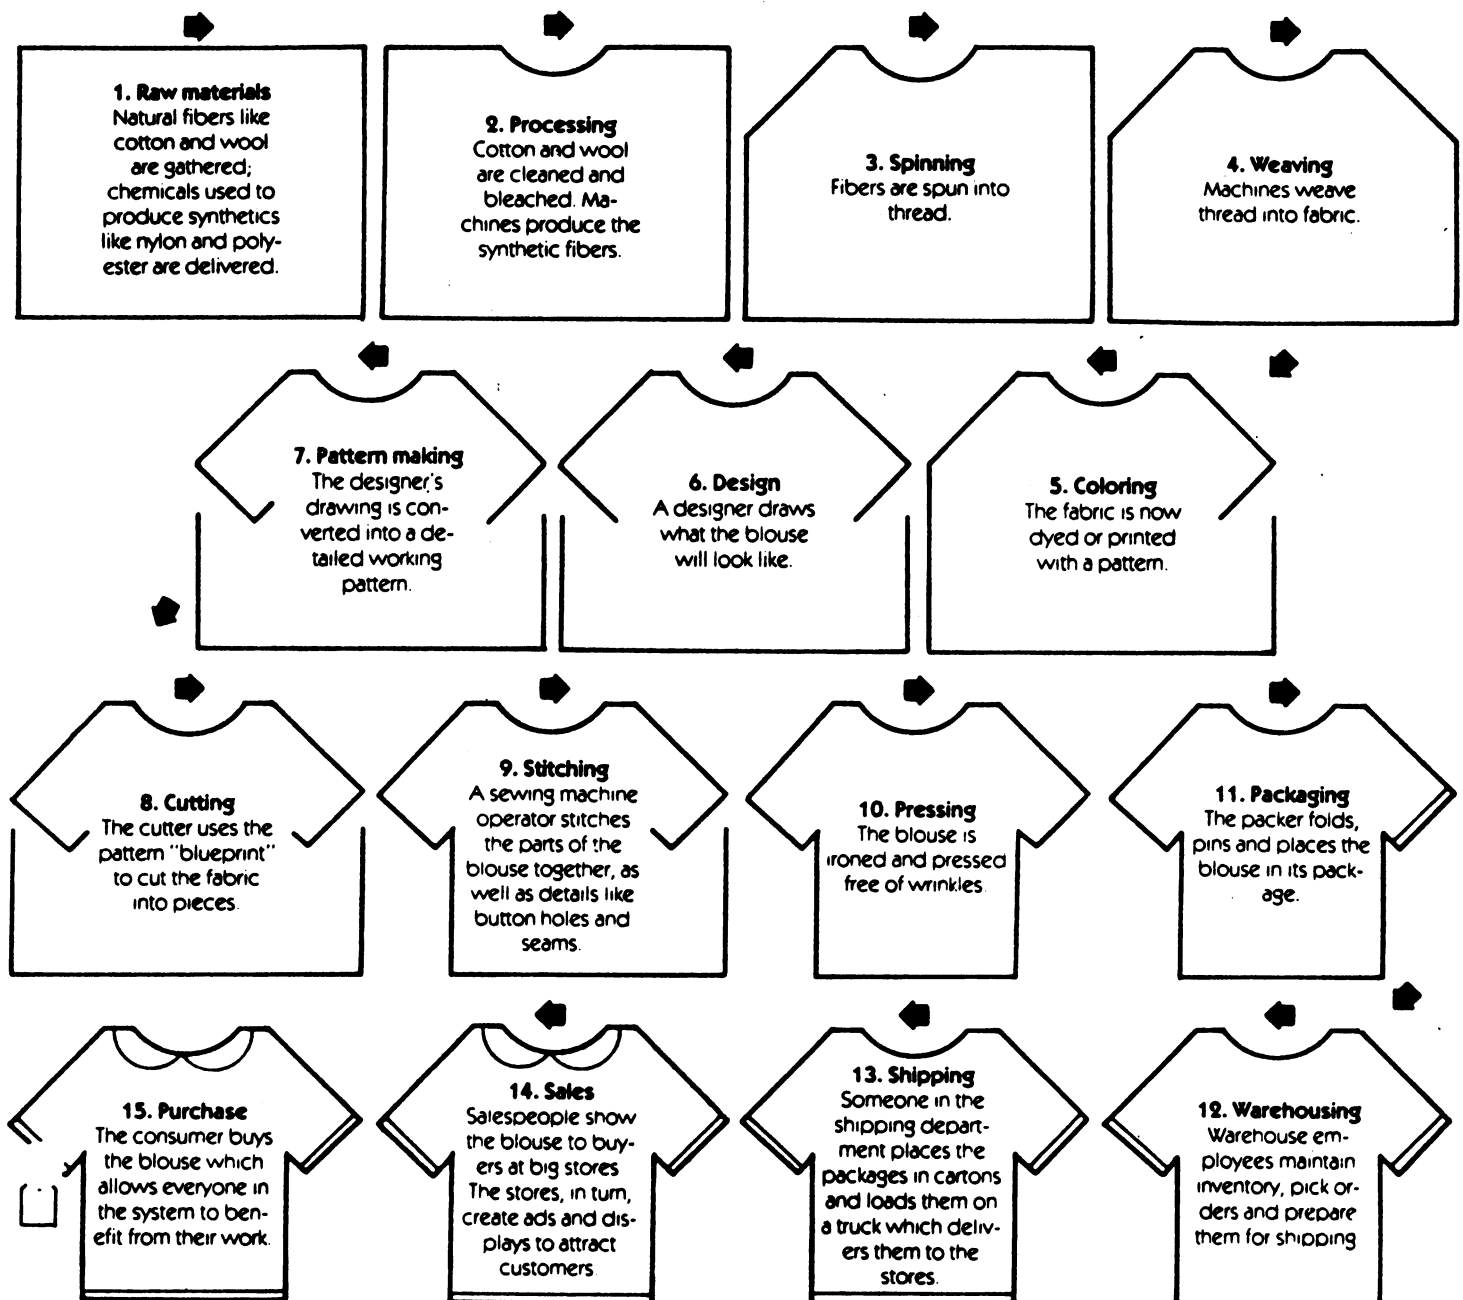 1. Raw materials
Natural fibers like
cotton and wool
are gathered;
chemicals used to
produce synthetics
like nylon and poly-
ester are delivered.
2. Processing
Cotton and wool
are cleaned and
bleached. Ma-
chines produce the
synthetic fibers.
3. Spinning
Fibers are spun into
thread.
4. Weaving
Machines weave
thread into fabric.
5. Coloring
The fabric is now
dyed or printed
with a pattern.
6. Design
A designer draws
what the blouse
will look like.
7. Pattern making
The designer's
drawing is con-
verted into a de-
tailed working
pattern.
8. Cutting
The cutter uses the
pattern "blueprint"
to cut the fabric
into pieces.
9. Stitching
A sewing machine
operator stitches
the parts of the
blouse together, as
well as details like
button holes and
seams.
10. Pressing
The blouse is
ironed and pressed
free of wrinkles.
11. Packaging
The packer folds,
pins and places the
blouse in its pack-
age.
12. Warehousing
Warehouse em-
ployees maintain
inventory, pick or-
ders and prepare
them for shipping
13. Shipping
Someone in the
shipping depart-
ment places the
packages in cartons
and loads them on
a truck which deliv-
ers them to the
stores.
14. Sales
Salespeople show
the blouse to buy-
ers at big stores
The stores, in turn,
create ads and dis-
plays to attract
customers.
15. Purchase
The consumer buys
the blouse which
allows everyone in
the system to ben-
efit from their work.